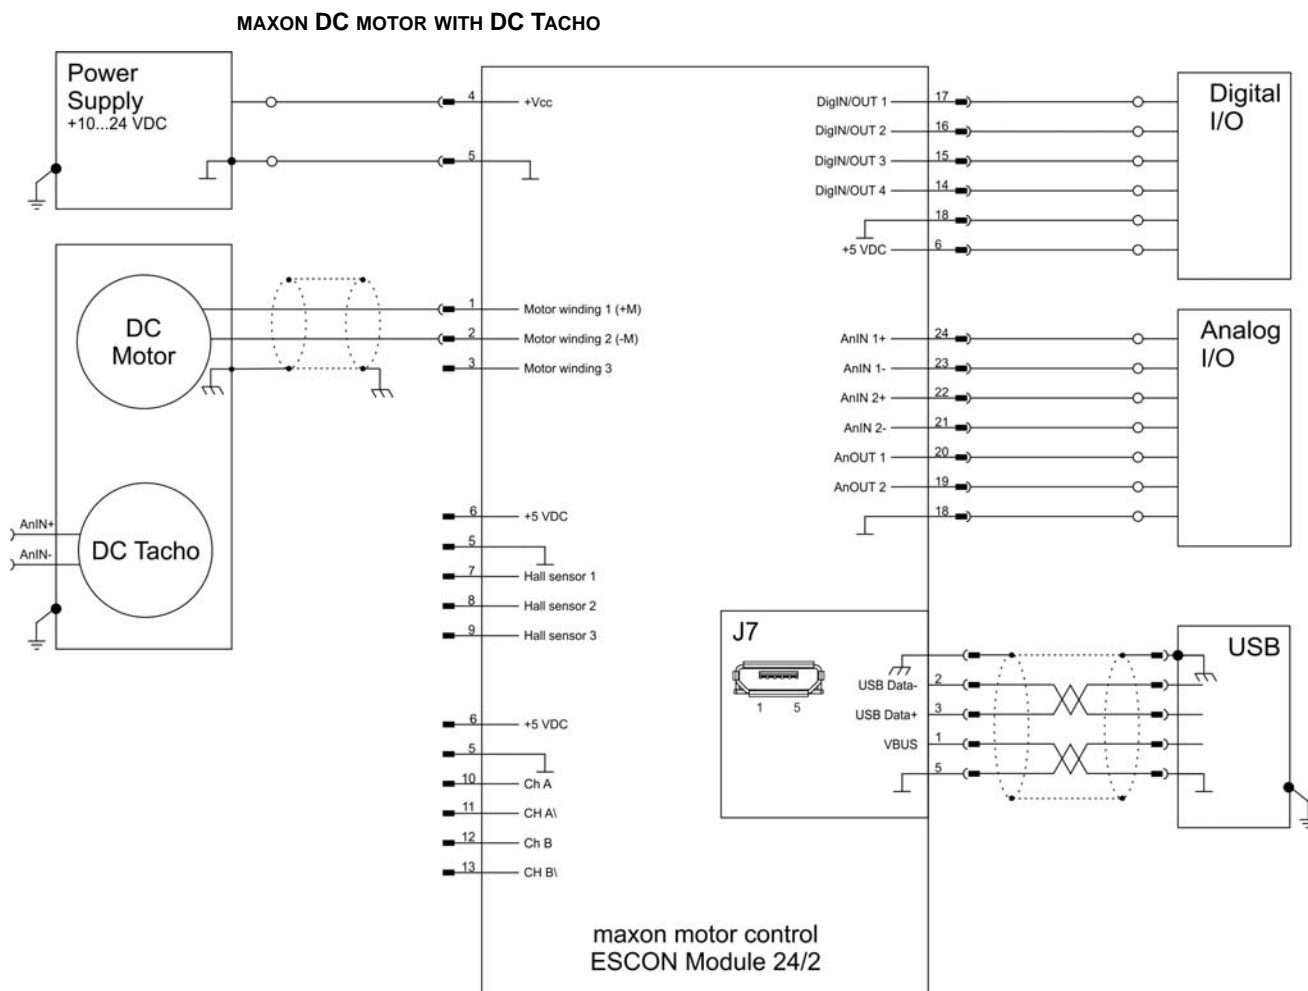 MAXON DC MOTOR WITH DC TACHO
Power
Supply
+10...24 VDC
4
+Vcc
5
DC
Motor
1
Motor winding 1 (+M)
2
Motor winding 2 (-M)
3
Motor winding 3
AnIN+
AnIN-
DC Tacho
6
+5 VDC
5
7
Hall sensor 1
8
Hall sensor 2
9
Hall sensor 3
6
+5 VDC
5
10
Ch A
11
CH A\
12
Ch B
13
CH B\
DigIN/OUT 1
17
DigIN/OUT 2
16
DigIN/OUT 3
15
DigIN/OUT 4
14
18
+5 VDC
6
Digital
I/O
AnIN 1+
24
AnIN 1-
23
AnIN 2+
22
AnIN 2-
21
AnOUT 1
20
AnOUT 2
19
18
Analog
I/O
J7
1 5
USB Data-
2
USB Data+
3
VBUS
1
5
USB
maxon motor control
ESCON Module 24/2